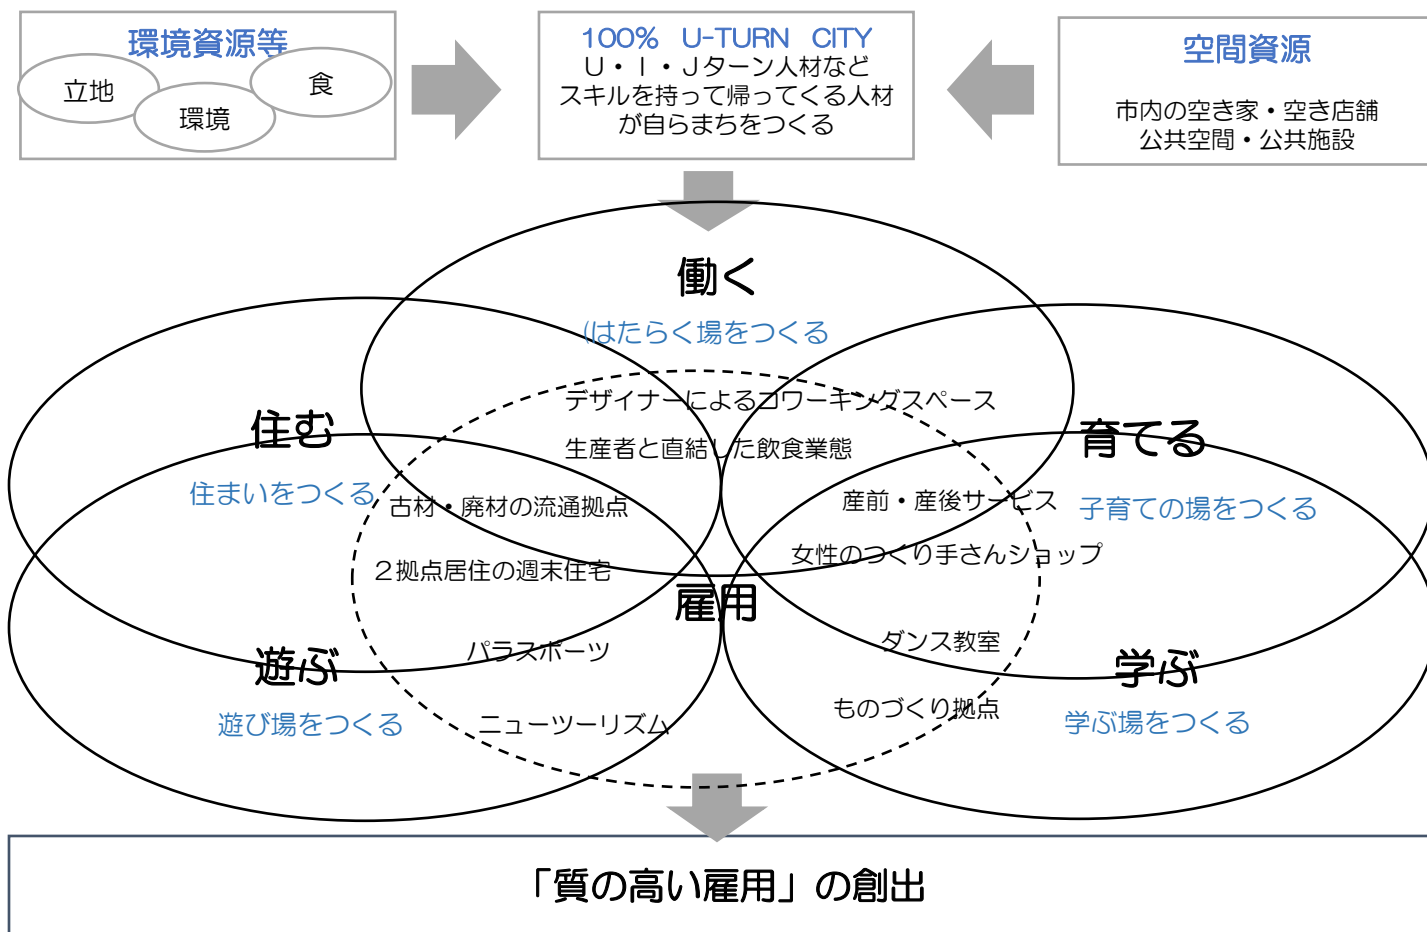 環境資源等
立地
環境
食
100% U-TURN CITY
U・I・Jターン人材など
スキルを持って帰ってくる人材
が自らまちをつくる
空間資源
市内の空き家・空き店舗
公共空間・公共施設
働く
(はたらく場をつくる
デザイナーによるコワーキングスペース
生産者と直結した飲食業態
住む
住まいをつくる
古材・廃材の流通拠点
２拠点居住の週末住宅
育てる
子育ての場をつくる
産前・産後サービス
女性のつくり手さんショップ
雇用
遊ぶ
遊び場をつくる
パラスポーツ
ニューツーリズム
学ぶ
学ぶ場をつくる
ダンス教室
ものづくり拠点
「質の高い雇用」の創出